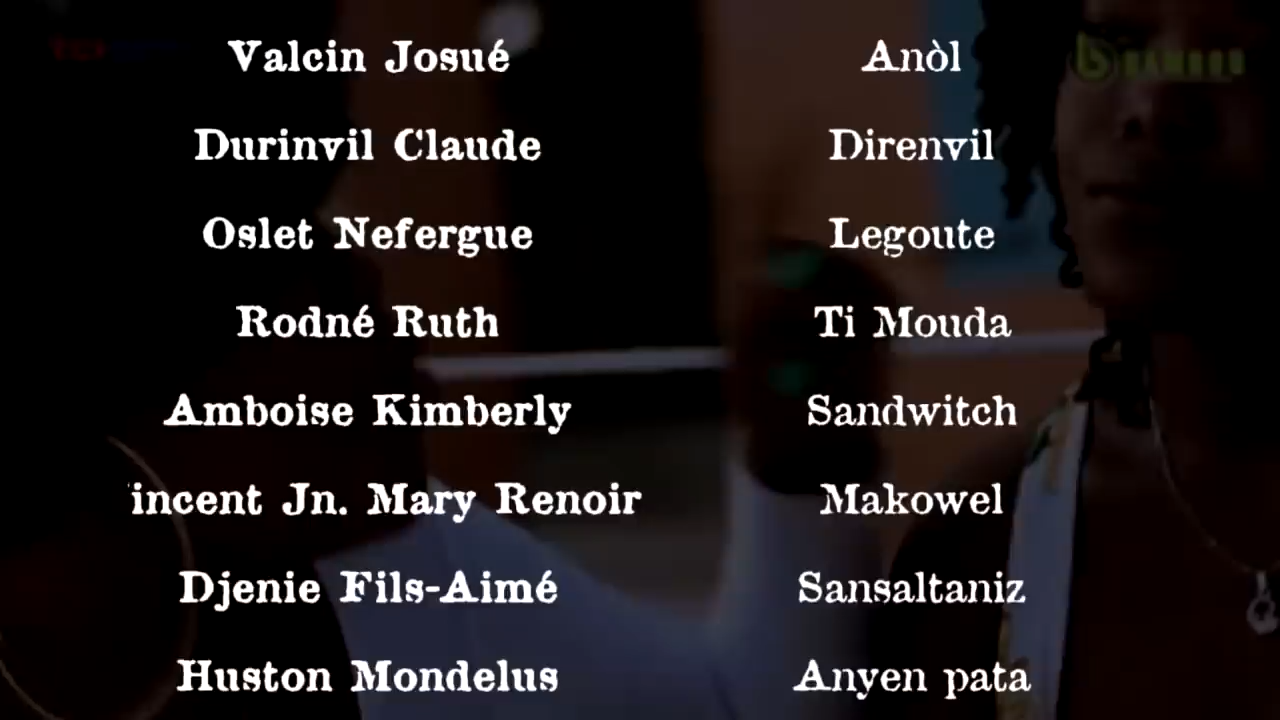 Valcin Josué Anòl
Durinvil Claude Direnvil
Oslet Nefergue Legoute
Rodné Ruth Ti Mouda
Amboise Kimberly Sandwitch
incent Jn. Mary Renoir Makowel
Djenie Fils-Aimé Sansaltaniz
Huston Mondelus Anyen pata